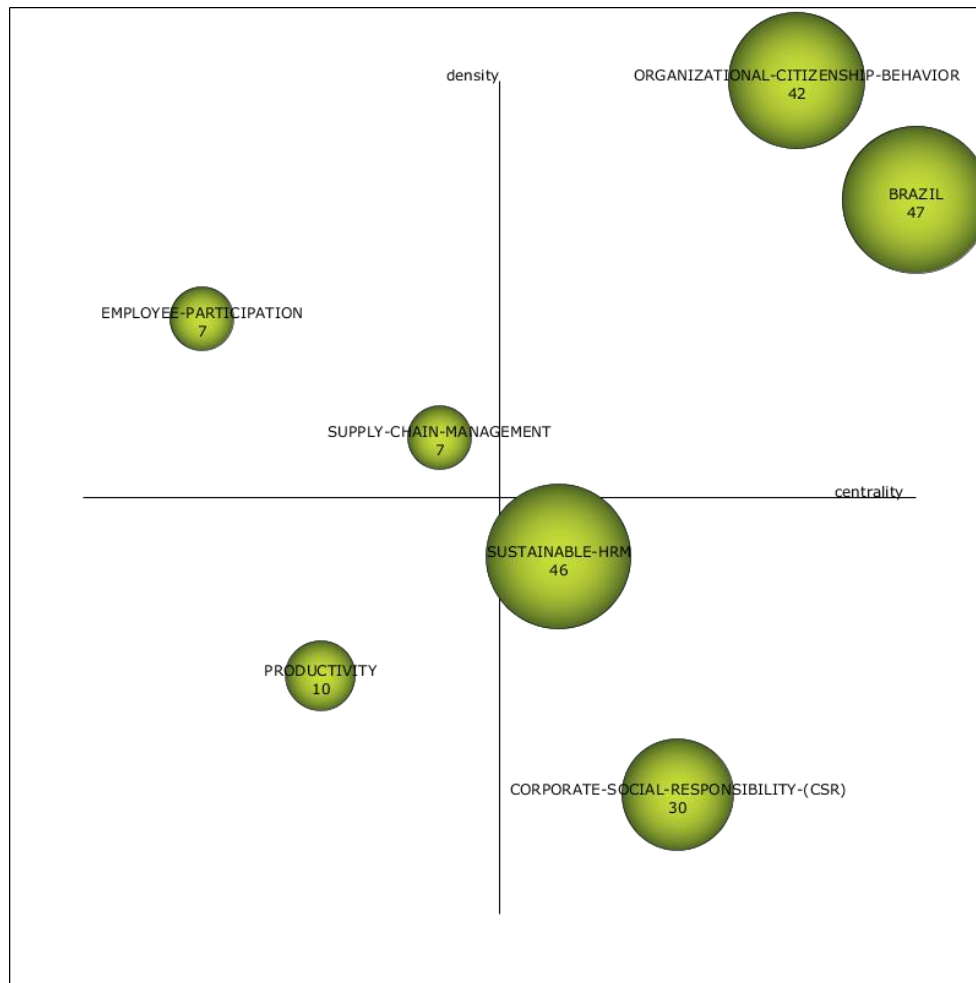 density
ORGANIZATIONAL-CITIZENSHIP-BEHAVIOR
42
BRAZIL
47
EMPLOYEE-PARTICIPATION
7
SUPPLY-CHAIN-MANAGEMENT
7
centrality
SUSTAINABLE-HRM
46
PRODUCTIVITY
10
CORPORATE-SOCIAL-RESPONSIBILITY-(CSR)
30